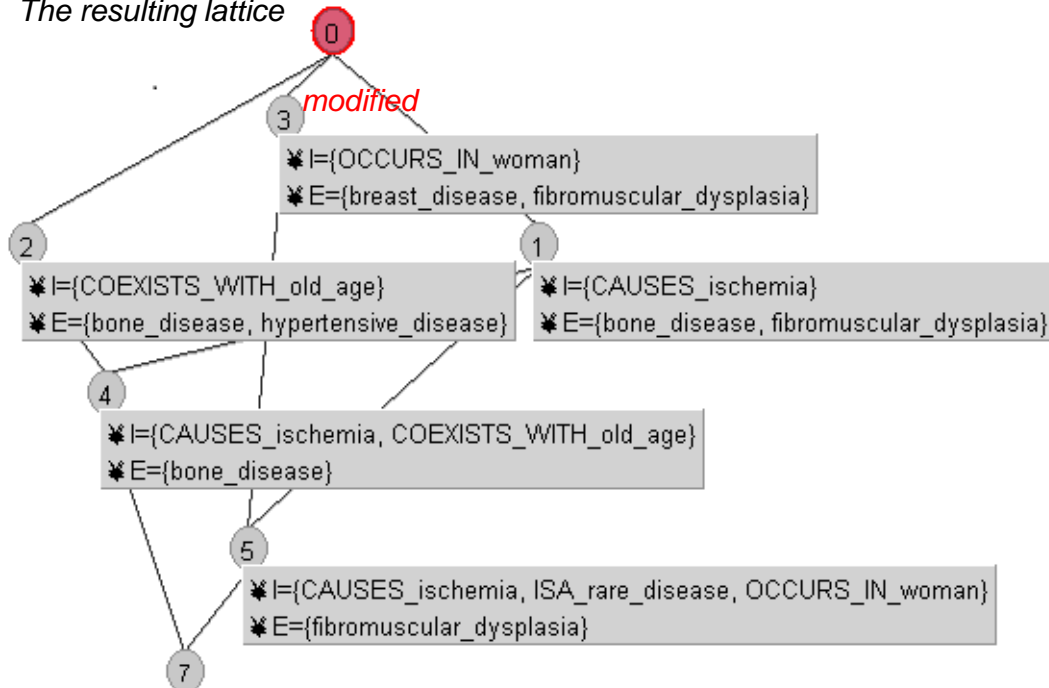 The resulting lattice
0
modified
3
I={OCCURS_IN_woman}
E={breast_disease, fibromuscular_dysplasia}
2
1
I={COEXISTS_WITH_old_age}
E={bone_disease, hypertensive_disease}
I={CAUSES_ischemia}
E={bone_disease, fibromuscular_dysplasia}
4
I={CAUSES_ischemia, COEXISTS_WITH_old_age}
E={bone_disease}
5
I={CAUSES_ischemia, ISA_rare_disease, OCCURS_IN_woman}
E={fibromuscular_dysplasia}
7